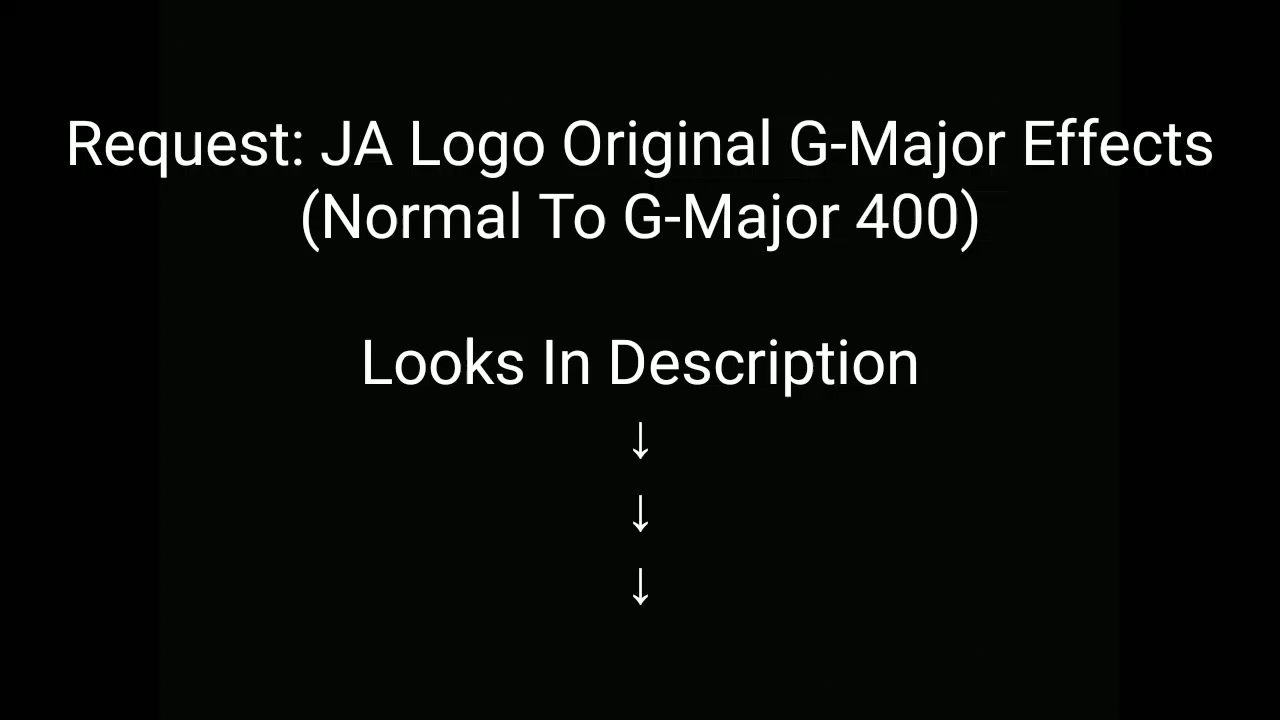 Request: JA Logo Original G-Major Effects
(Normal To G-Major 400)
Looks In Description
↓
↓
↓